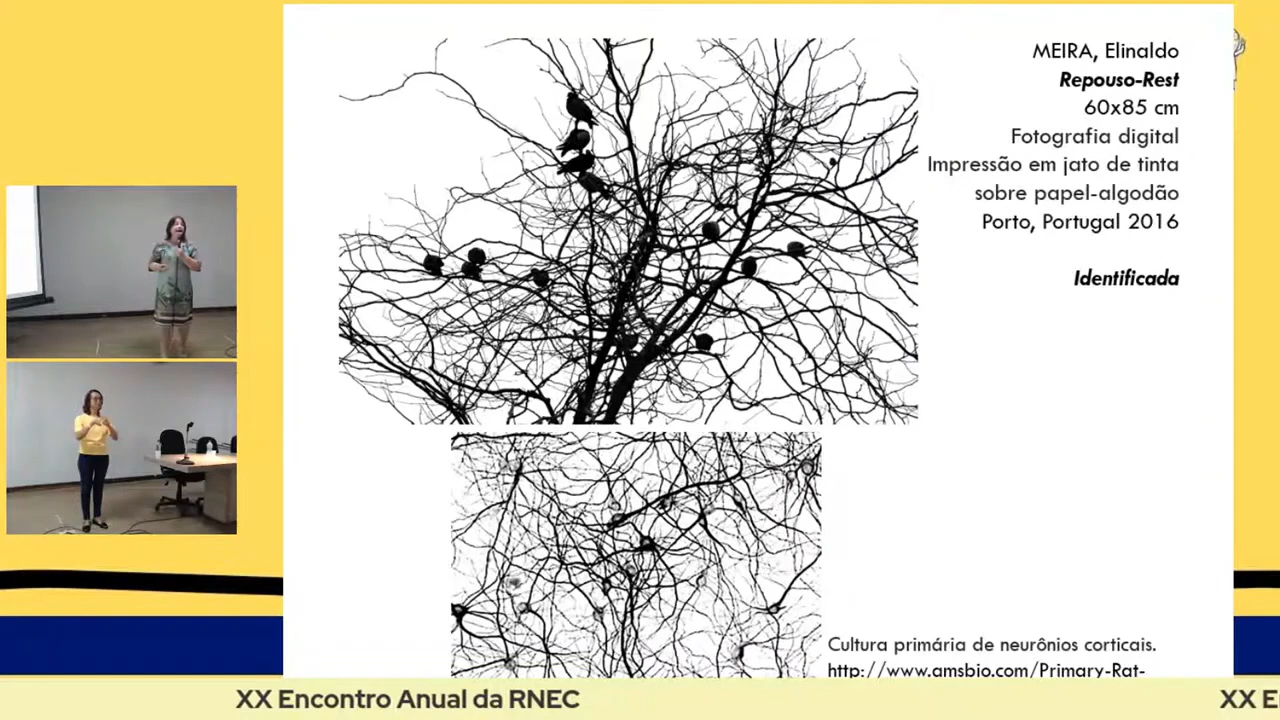 MEIRA, Elinaldo
Repouso-Rest
60x85 cm
Fotografia digital
Impressão em jato de tinta
sobre papel-algodão
Porto, Portugal 2016
Identificada
Cultura primária de neurônios corticais.
http://www.amsbio.com/Primary-Rat-
XX Encontro Anual da RNEC
XX E